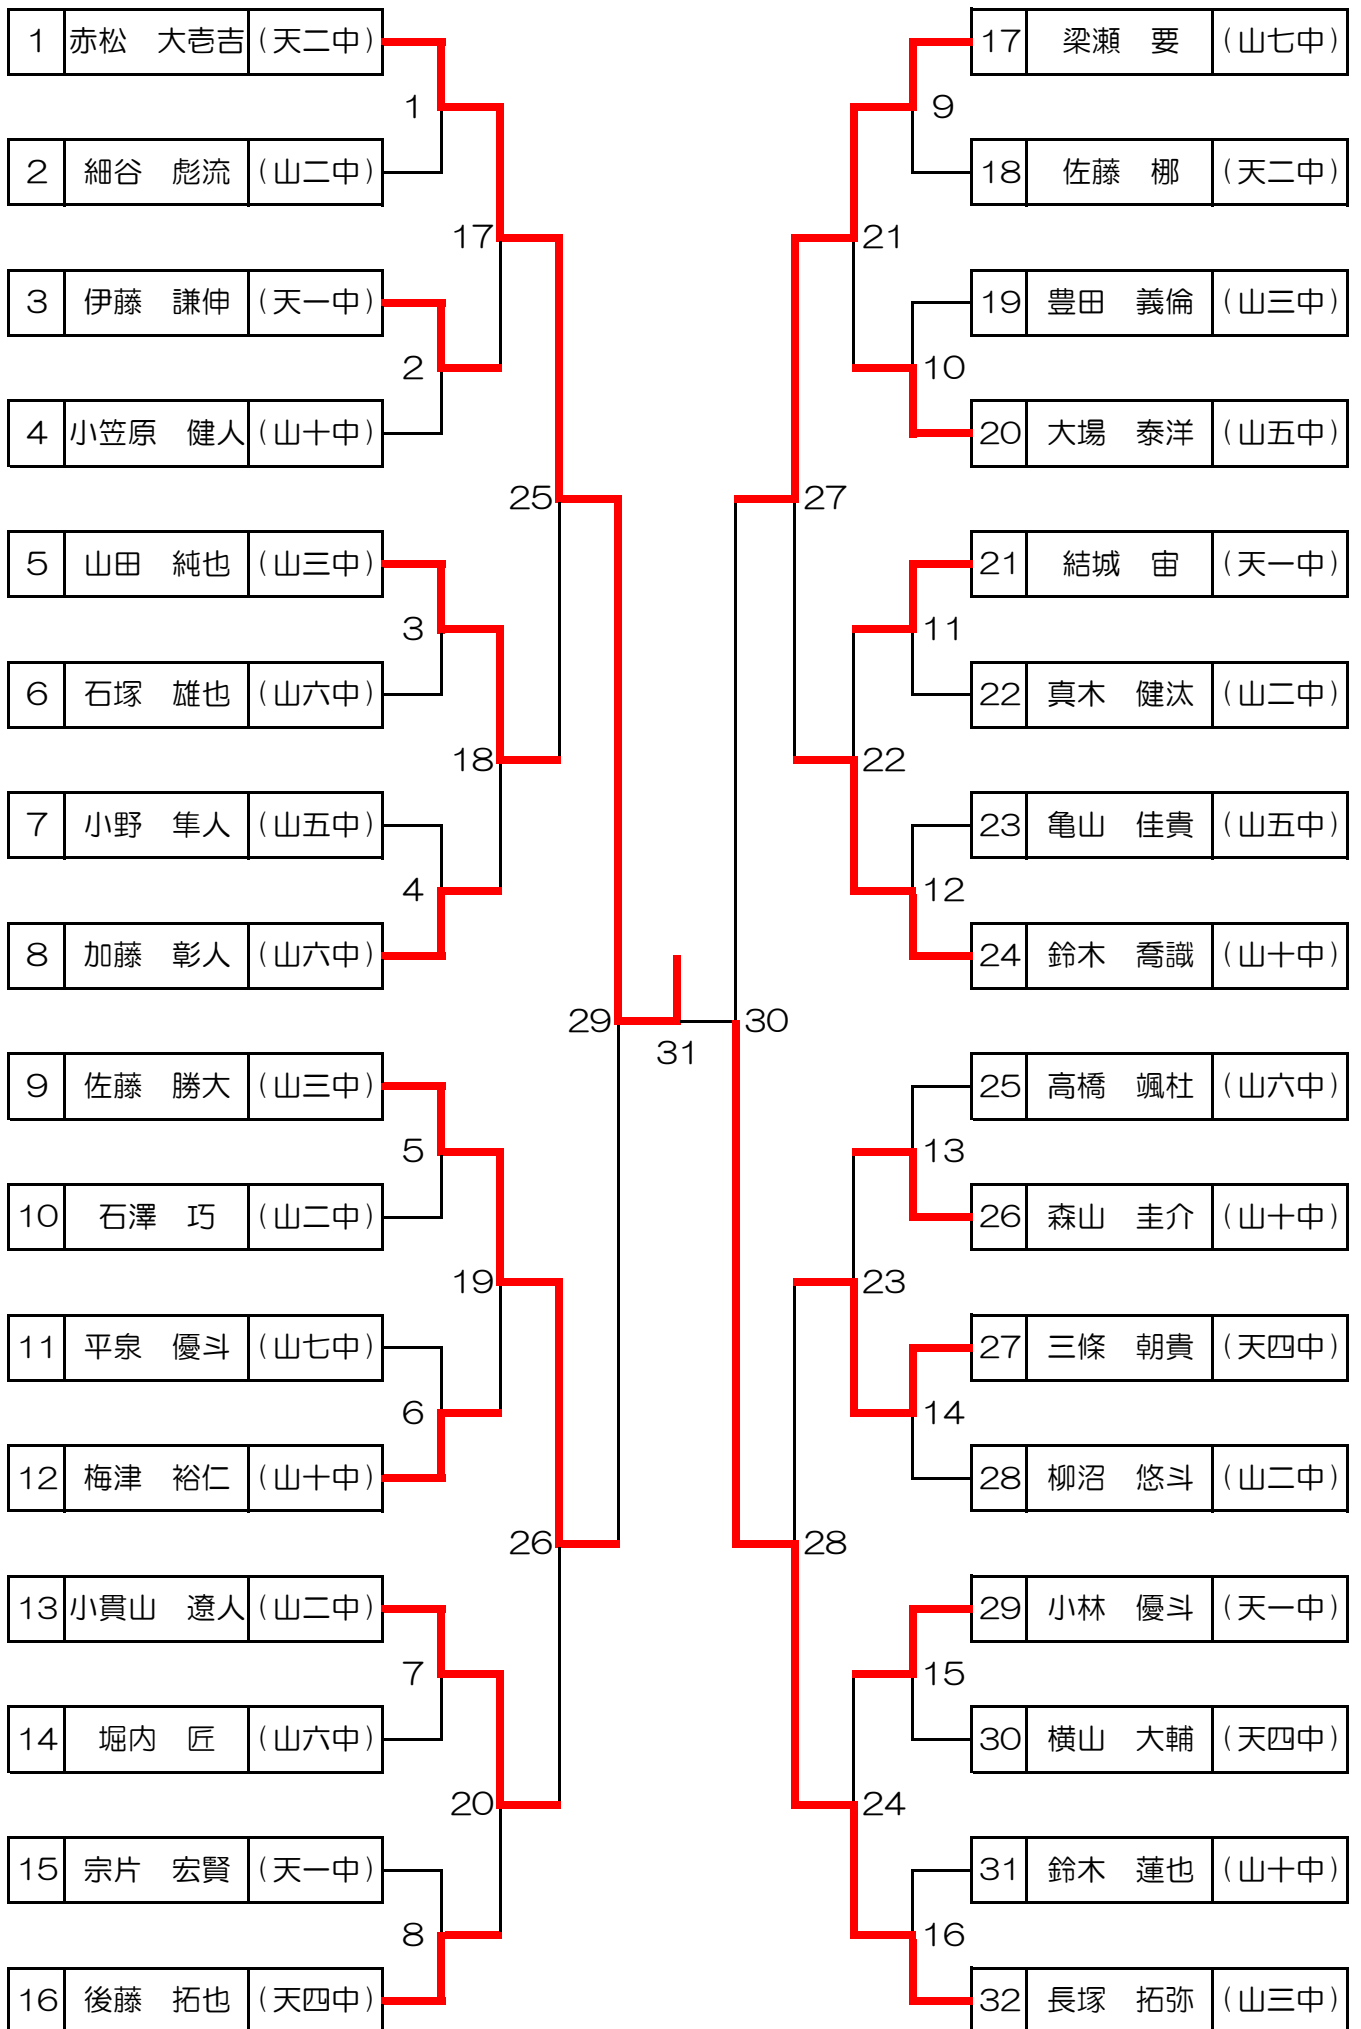 1 赤松　大壱吉 (天二中)
2 細谷　彪流 (山二中)
3 伊藤　謙伸 (天一中)
4 小笠原　健人 (山十中)
5 山田　純也 (山三中)
6 石塚　雄也 (山六中)
7 小野　隼人 (山五中)
8 加藤　彰人 (山六中)
9 佐藤　勝大 (山三中)
10 石澤　巧 (山二中)
11 平泉　優斗 (山七中)
12 梅津　裕仁 (山十中)
13 小貫山　遼人 (山二中)
14 堀内　匠 (山六中)
15 宗片　宏賢 (天一中)
16 後藤　拓也 (天四中)
1
2
3
4
5
6
7
8
17
18
19
20
25
26
29
31
30
27
28
21
22
23
24
9
10
11
12
13
14
15
16
17 梁瀬　要 (山七中)
18 佐藤　梛 (天二中)
19 豊田　義倫 (山三中)
20 大場　泰洋 (山五中)
21 結城　宙 (天一中)
22 真木　健汰 (山二中)
23 亀山　佳貴 (山五中)
24 鈴木　喬識 (山十中)
25 高橋　颯杜 (山六中)
26 森山　圭介 (山十中)
27 三條　朝貴 (天四中)
28 柳沼　悠斗 (山二中)
29 小林　優斗 (天一中)
30 横山　大輔 (天四中)
31 鈴木　蓮也 (山十中)
32 長塚　拓弥 (山三中)